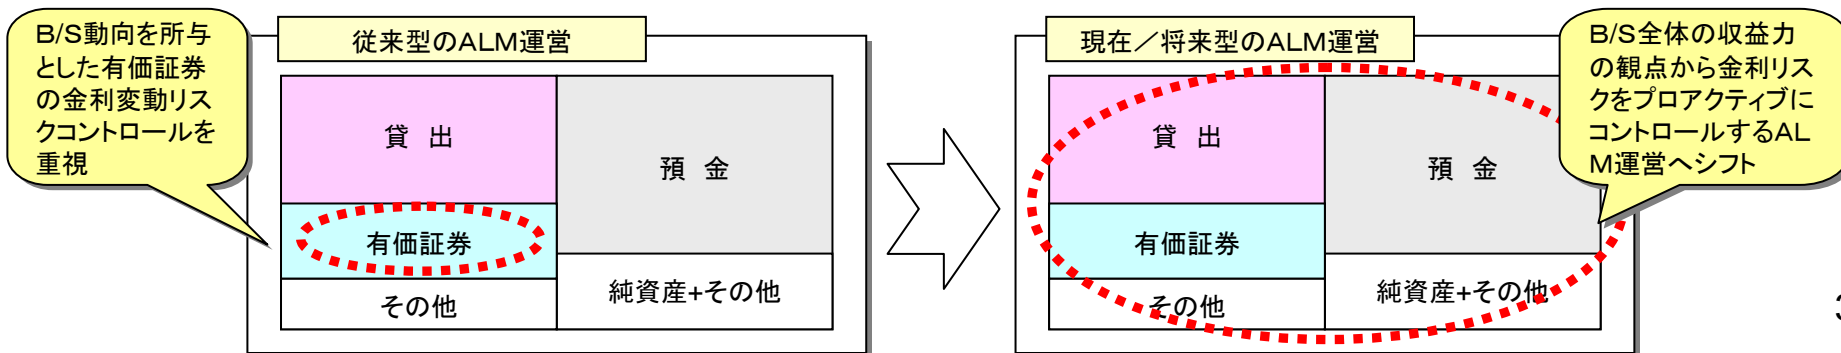 B/S動向を所与
とした有価証券
の金利変動リス
クコントロールを
重視
従来型のALM運営
貸 出
預 金
有価証券
その他
純資産+その他
現在／将来型のALM運営
貸 出
預 金
有価証券
その他
純資産+その他
B/S全体の収益力
の観点から金利リス
クをプロアクティブに
コントロールするAL
M運営へシフト